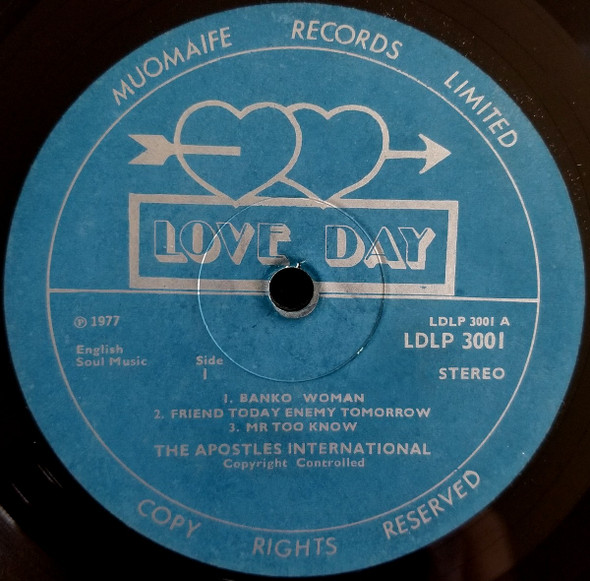 MUOMAIFE RECORDS LIMITED
LOVE DAY
℗ 1977
LDLP 3001 A
LDLP 3001
English
Soul Music
Side
1
STEREO
1. BANKO WOMAN
2. FRIEND TODAY ENEMY TOMORROW
3. MR TOO KNOW
THE APOSTLES INTERNATIONAL
Copyright Controlled
COPY RIGHTS RESERVED